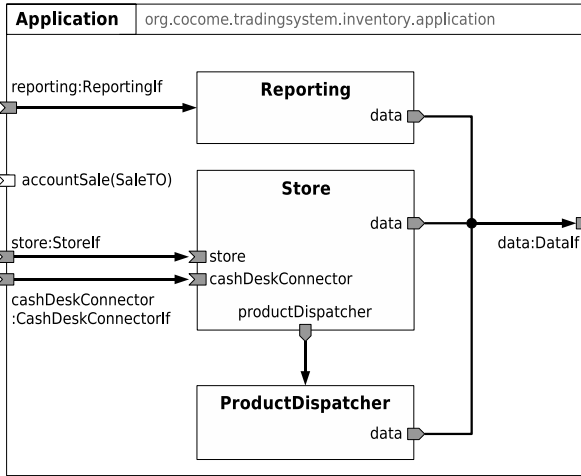 Application org.cocome.tradingsystem.inventory.application
reporting:ReportingIf
Reporting
data
accountSale(SaleTO)
Store
data
store:StoreIf
store
data:DataIf
cashDeskConnector
cashDeskConnector
:CashDeskConnectorIf
productDispatcher
ProductDispatcher
data